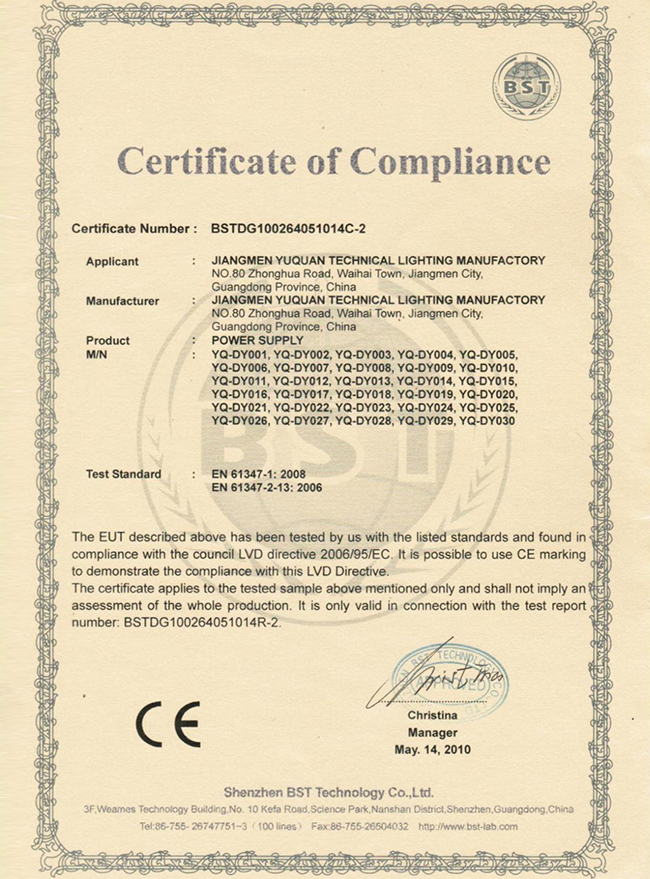 BST
Certificate of Compliance
Certificate Number : BSTDG100264051014C-2
Applicant : JIANGMEN YUQUAN TECHNICAL LIGHTING MANUFACTORY
NO.80 Zhonghua Road, Waihai Town, Jiangmen City,
Guangdong Province, China
Manufacturer : JIANGMEN YUQUAN TECHNICAL LIGHTING MANUFACTORY
NO.80 Zhonghua Road, Waihai Town, Jiangmen City,
Guangdong Province, China
Product : POWER SUPPLY
M/N : YQ-DY001, YQ-DY002, YQ-DY003, YQ-DY004, YQ-DY005,
YQ-DY006, YQ-DY007, YQ-DY008, YQ-DY009, YQ-DY010,
YQ-DY011, YQ-DY012, YQ-DY013, YQ-DY014, YQ-DY015,
YQ-DY016, YQ-DY017, YQ-DY018, YQ-DY019, YQ-DY020,
YQ-DY021, YQ-DY022, YQ-DY023, YQ-DY024, YQ-DY025,
YQ-DY026, YQ-DY027, YQ-DY028, YQ-DY029, YQ-DY030
BST
Test Standard : EN 61347-1: 2008
EN 61347-2-13: 2006
The EUT described above has been tested by us with the listed standards and found in
compliance with the council LVD directive 2006/95/EC. It is possible to use CE marking
to demonstrate the compliance with this LVD Directive.
The certificate applies to the tested sample above mentioned only and shall not imply an
assessment of the whole production. It is only valid in connection with the test report
number: BSTDG100264051014R-2.
BST TECHNOLOGY CO
APPROVED
Christina
CE
Christina
Manager
May. 14, 2010
Shenzhen BST Technology Co.,Ltd.
3F,Weames Technology Building,No. 10 Kefa Road,Science Park,Nanshan District,Shenzhen,Guangdong,China
Tel:86-755- 26747751~3 (100 lines) Fax:86-755-26504032 http://www.bst-lab.com